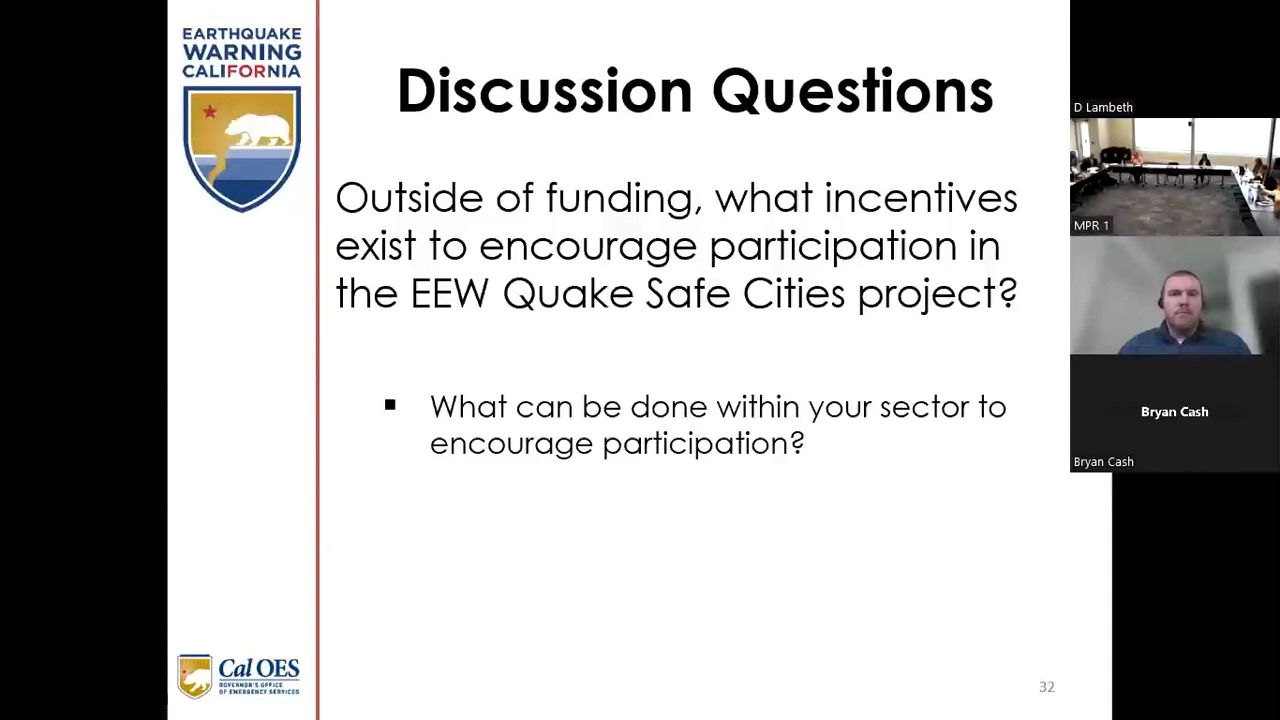 EARTHQUAKE
WARNING
CALIFORNIA
Discussion Questions
Outside of funding, what incentives
exist to encourage participation in
the EEW Quake Safe Cities project?
▪ What can be done within your sector to
encourage participation?
Cal OES
GOVERNOR'S OFFICE
OF EMERGENCY SERVICES
32
D Lambeth
MPR 1
Bryan Cash
Bryan Cash